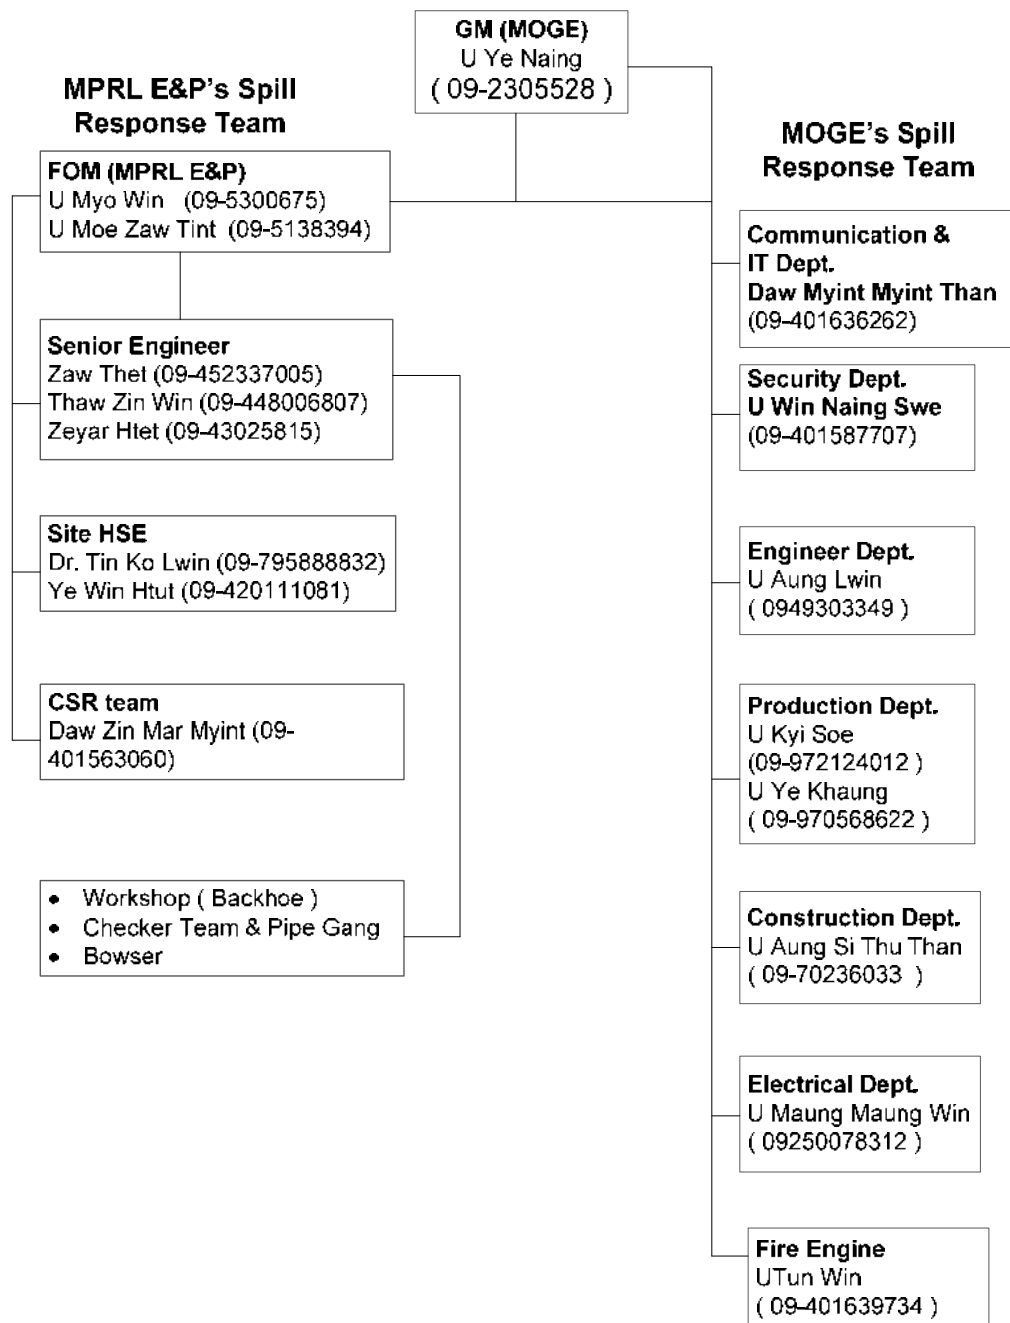 GM (MOGE)
U Ye Naing
( 09-2305528 )
MPRL E&P's Spill
Response Team
FOM (MPRL E&P)
U Myo Win (09-5300675)
U Moe Zaw Tint (09-5138394)
Senior Engineer
Zaw Thet (09-452337005)
Thaw Zin Win (09-448006807)
Zeyar Htet (09-43025815)
Site HSE
Dr. Tin Ko Lwin (09-795888832)
Ye Win Htut (09-420111081)
CSR team
Daw Zin Mar Myint (09-
401563060)
• Workshop ( Backhoe )
• Checker Team & Pipe Gang
• Bowser
MOGE's Spill
Response Team
Communication &
IT Dept.
Daw Myint Myint Than
(09-401636262)
Security Dept.
U Win Naing Swe
(09-401587707)
Engineer Dept.
U Aung Lwin
( 0949303349 )
Production Dept.
U Kyi Soe
(09-972124012 )
U Ye Khaung
( 09-970568622 )
Construction Dept.
U Aung Si Thu Than
( 09-70236033 )
Electrical Dept.
U Maung Maung Win
( 09250078312 )
Fire Engine
UTun Win
( 09-401639734 )